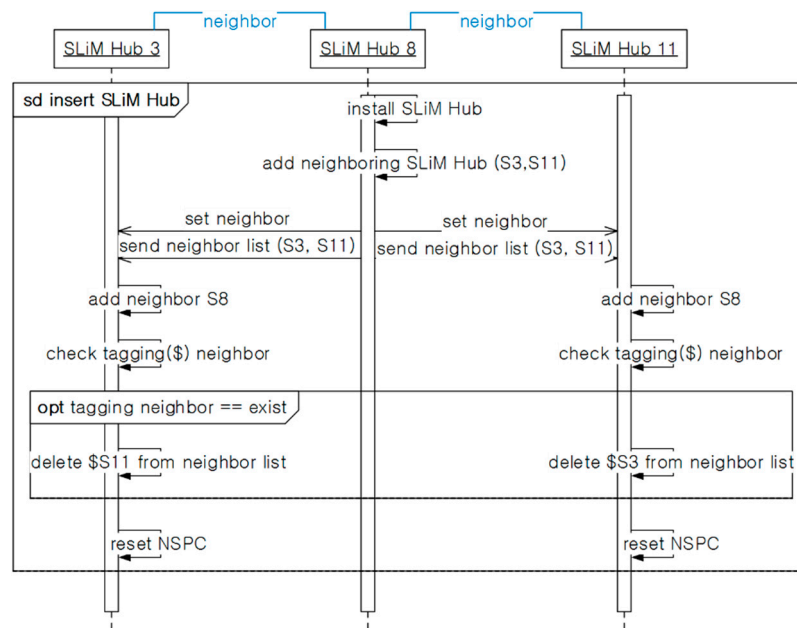 neighbor
neighbor
SLiM Hub 3
SLiM Hub 8
SLiM Hub 11
sd insert SLiM Hub
install SLiM Hub
add neighboring SLiM Hub (S3,S11)
set neighbor
set neighbor
send neighbor list (S3, S11)
send neighbor list (S3, S11)
add neighbor S8
add neighbor S8
check tagging($) neighbor
check tagging($) neighbor
opt tagging neighbor == exist
delete $S11 from neighbor list
delete $S3 from neighbor list
reset NSPC
reset NSPC